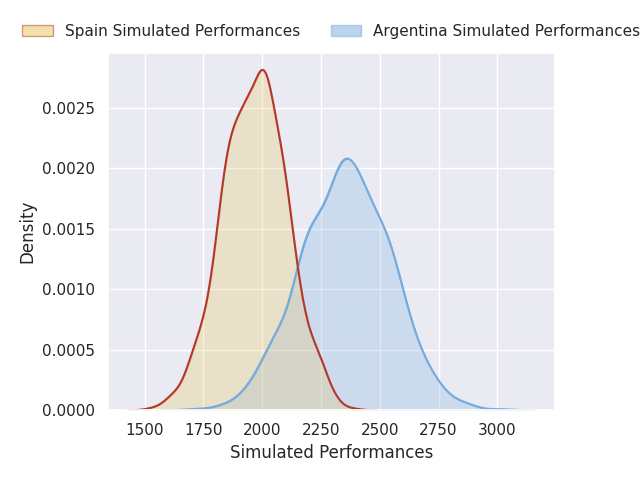 Spain Simulated Performances
Argentina Simulated Performances
0.0025
0.0020
0.0015
0.0010
0.0005
0.0000
Density
1500 1750 2000 2250 2500 2750 3000
Simulated Performances